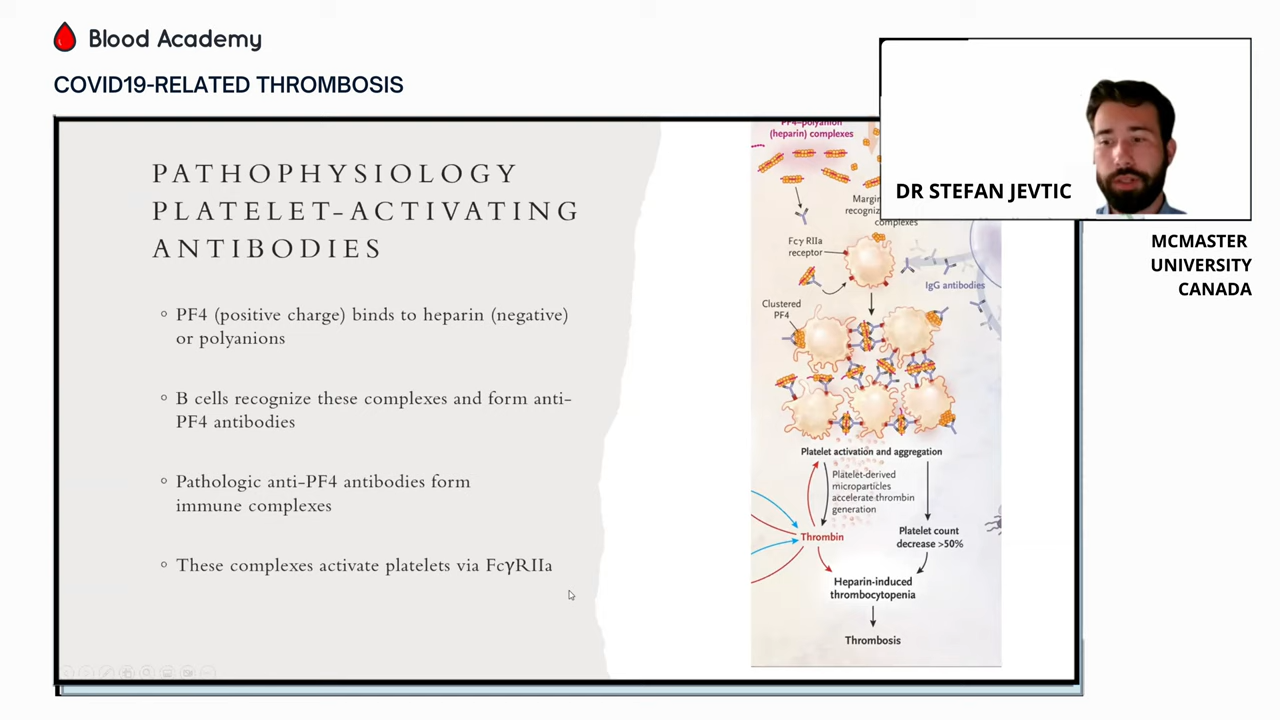 Blood Academy
COVID19-RELATED THROMBOSIS
PATHOPHYSIOLOGY
PLATELET-ACTIVATING
ANTIBODIES
◦ PF4 (positive charge) binds to heparin (negative)
or polyanions
◦ B cells recognize these complexes and form anti-
PF4 antibodies
◦ Pathologic anti-PF4 antibodies form
immune complexes
◦ These complexes activate platelets via FcγRIIa
PF4-polyanion
(heparin) complexes
Margin
recogniz
complexes
Fcγ RIIa
receptor
IgG antibodies
Clustered
PF4
Platelet activation and aggregation
Platelet-derived
microparticles
accelerate thrombin
generation
Thrombin
Platelet count
decrease >50%
Heparin-induced
thrombocytopenia
Thrombosis
DR STEFAN JEVTIC
MCMASTER
UNIVERSITY
CANADA